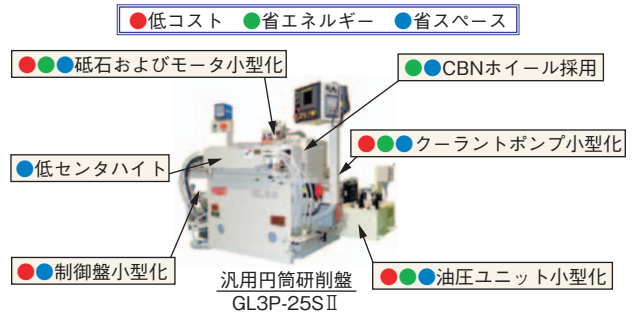 ●低コスト ●省エネルギー ●省スペース
●●●砥石およびモータ小型化
●●CBNホイール採用
●●●クーラントポンプ小型化
●低センタハイト
●●制御盤小型化
●●●油圧ユニット小型化
汎用円筒研削盤
GL3P-25SⅡ